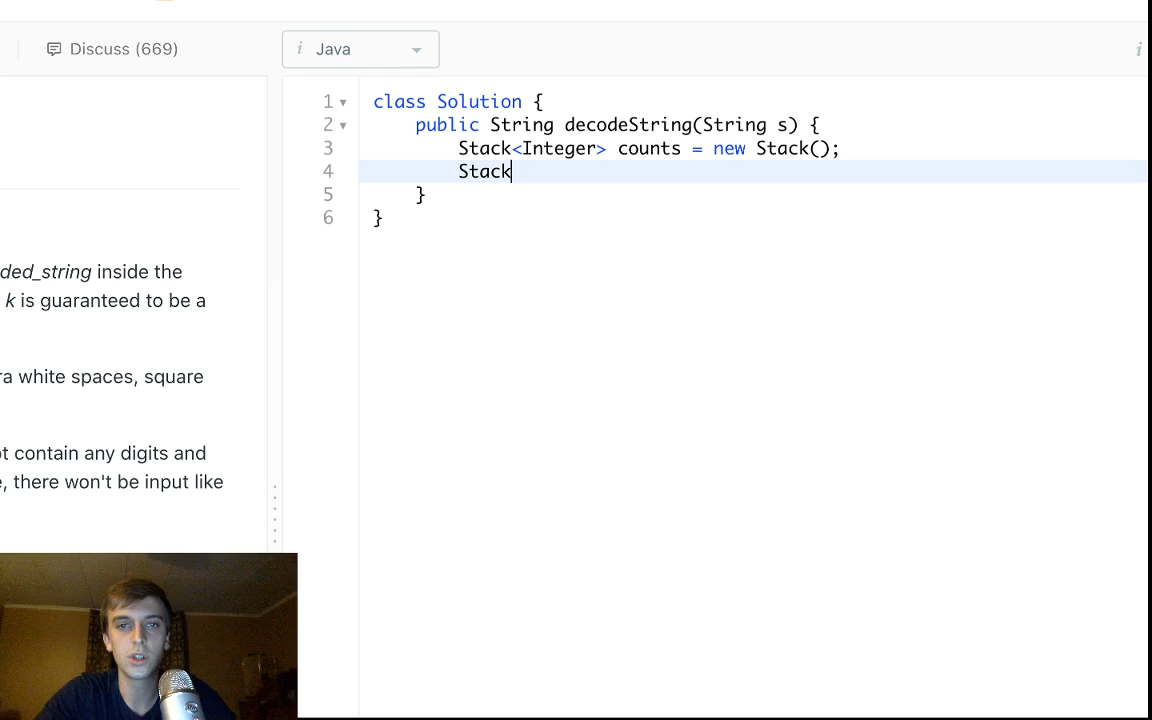 Discuss (669)
i Java
i
1 class Solution {
2 public String decodeString(String s) {
3 Stack<Integer> counts = new Stack();
4 Stack
5 }
6 }
ded_string inside the
k is guaranteed to be a
ra white spaces, square
t contain any digits and
e, there won't be input like